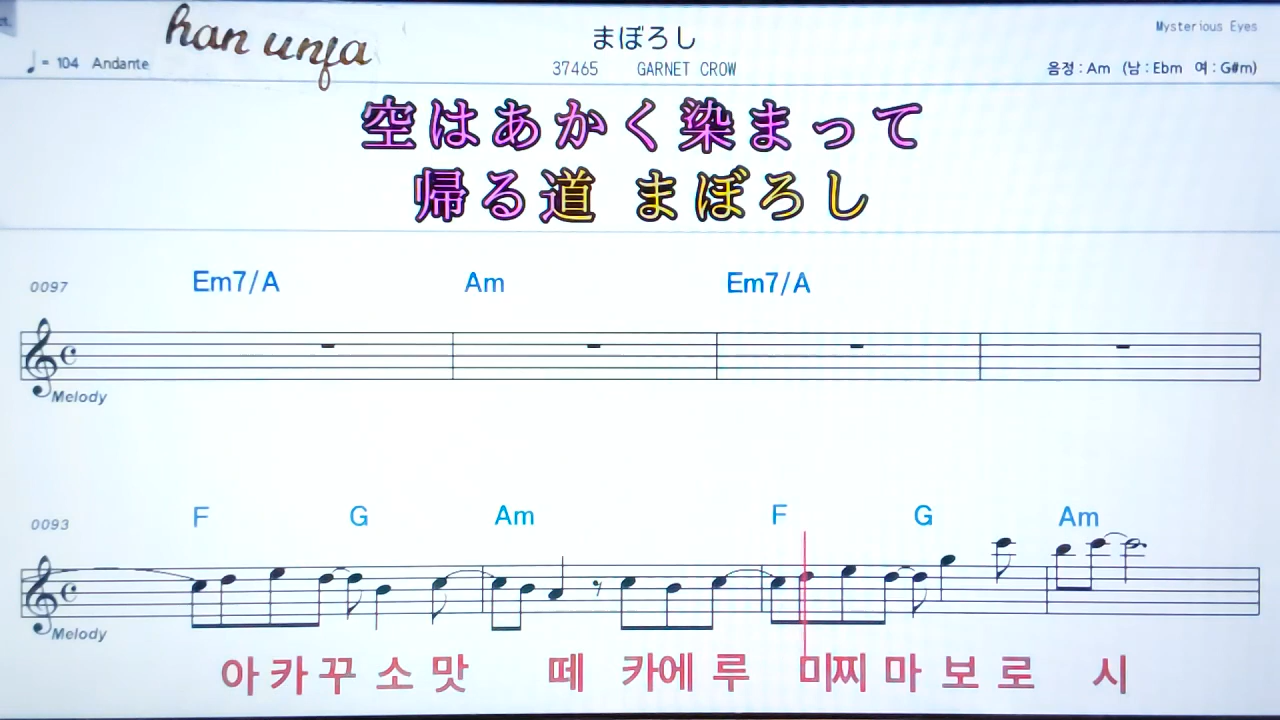 han unfa
まぼろし
Mysterious Eyes
♩= 104 Andante
37465 GARNET CROW
음정 : Am (남 : Ebm 여 : G#m)
空はあかく染まって
帰る道 まぼろし
0097 Em7/A Am Em7/A
Melody
0093 F G Am F G Am
Melody
아 카 꾸 소 맛 떼 카에 루 미찌 마 보 로 시